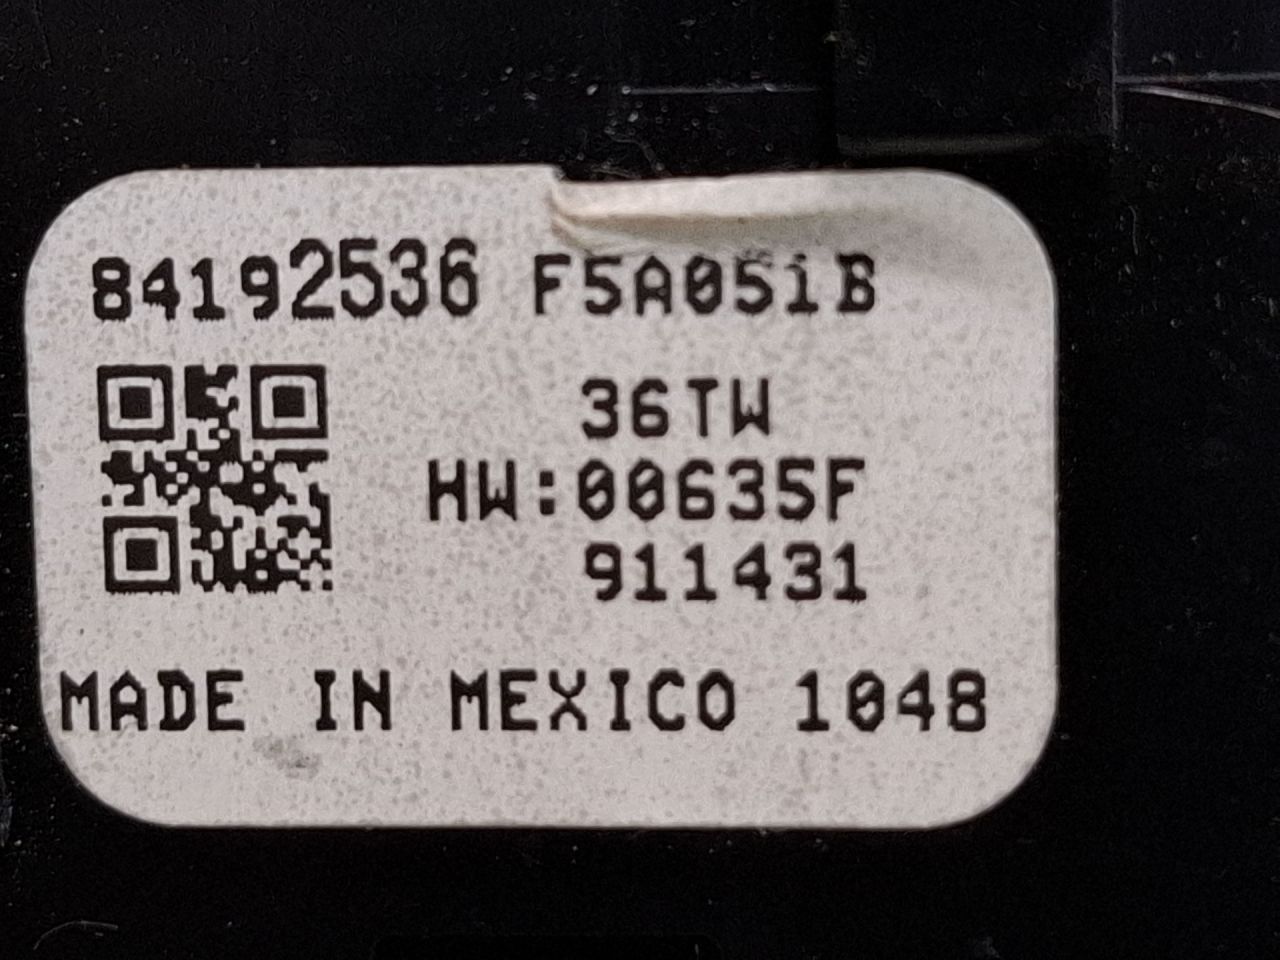 84192536 F5A051B
36TW
HW:00635F
911431
MADE IN MEXICO 1048